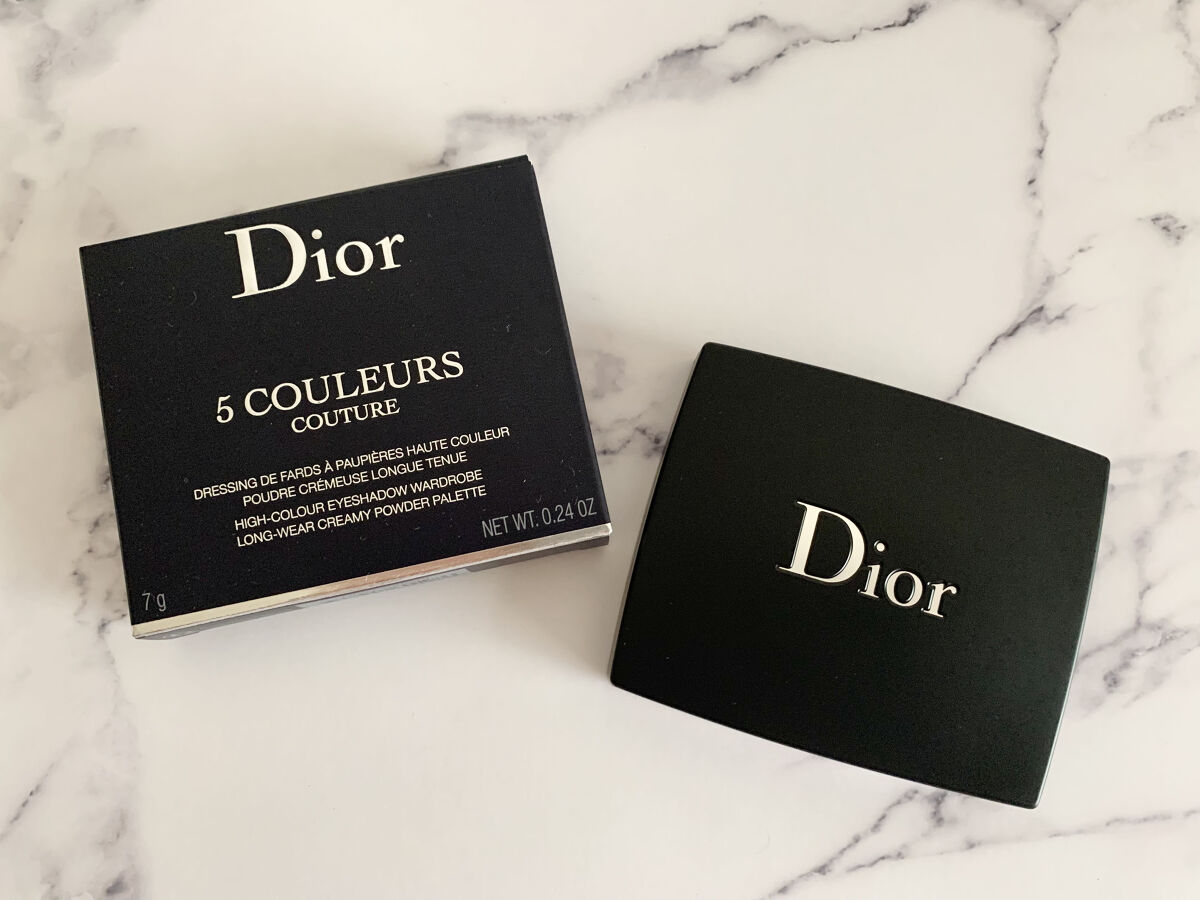 Dior
5 COULEURS
COUTURE
DRESSING DE FARDS À PAUPIÈRES HAUTE COULEUR
POUDRE CRÉMEUSE LONGUE TENUE
HIGH-COLOUR EYESHADOW WARDROBE
LONG-WEAR CREAMY POWDER PALETTE
NET WT. 0.24 OZ
7 g
Dior